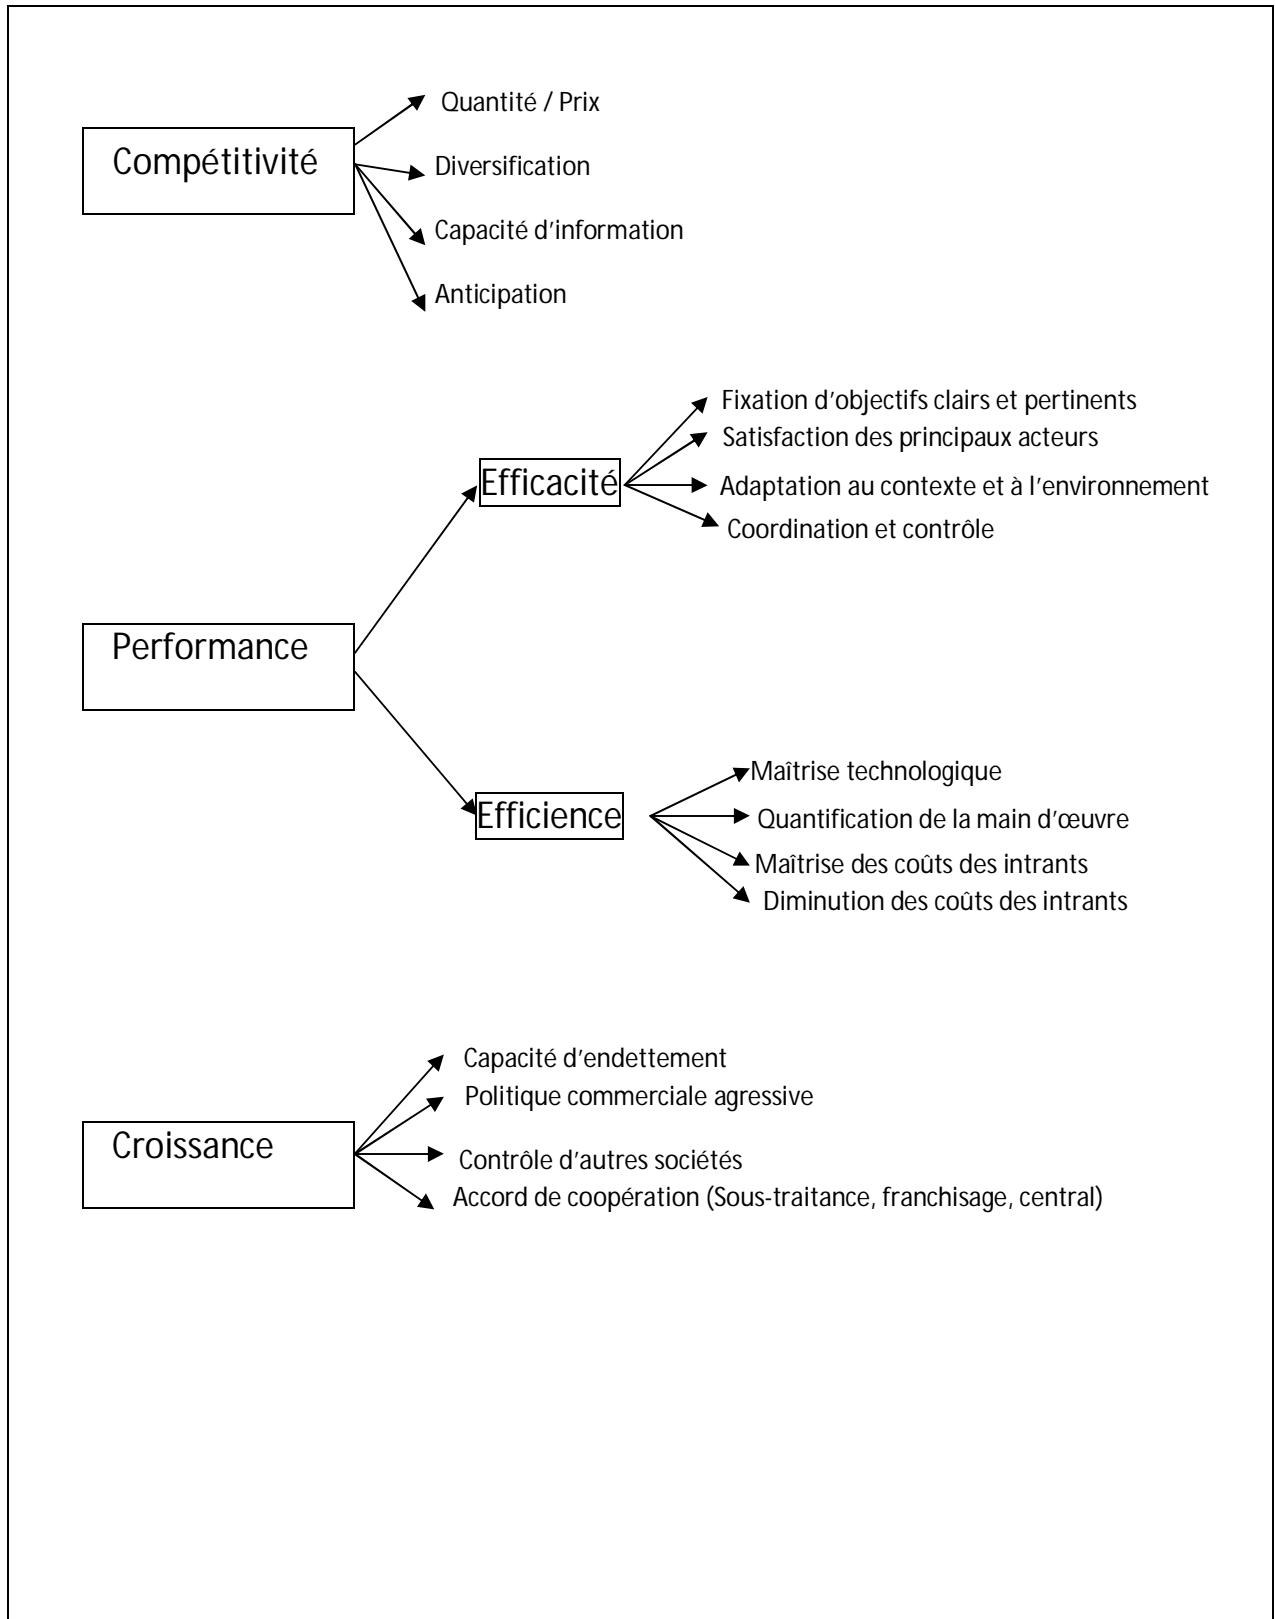 Quantité / Prix
Compétitivité
Diversification
Capacité d'information
Anticipation
Fixation d'objectifs clairs et pertinents
Satisfaction des principaux acteurs
Efficacité
Adaptation au contexte et à l'environnement
Coordination et contrôle
Performance
Maîtrise technologique
Efficience
Quantification de la main d'œuvre
Maîtrise des coûts des intrants
Diminution des coûts des intrants
Capacité d'endettement
Politique commerciale agressive
Croissance
Contrôle d'autres sociétés
Accord de coopération (Sous-traitance, franchisage, central)